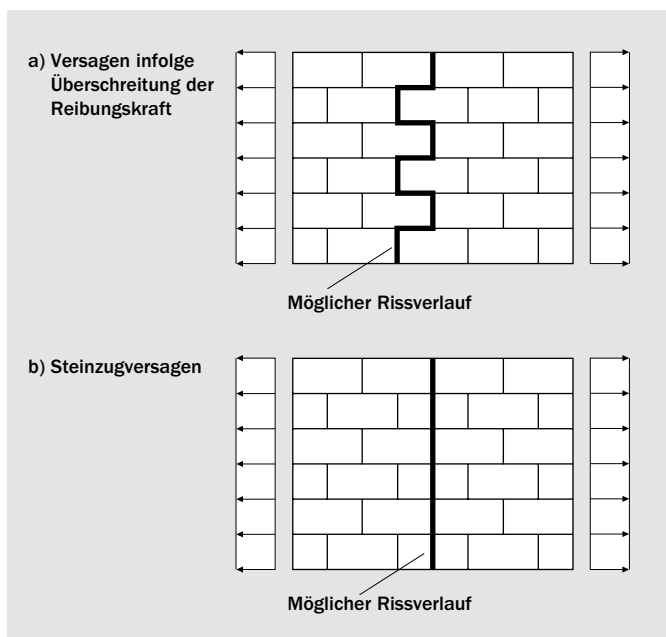 a) Versagen infolge
Überschreitung der
Reibungskraft
Möglicher Rissverlauf
b) Steinzugversagen
Möglicher Rissverlauf